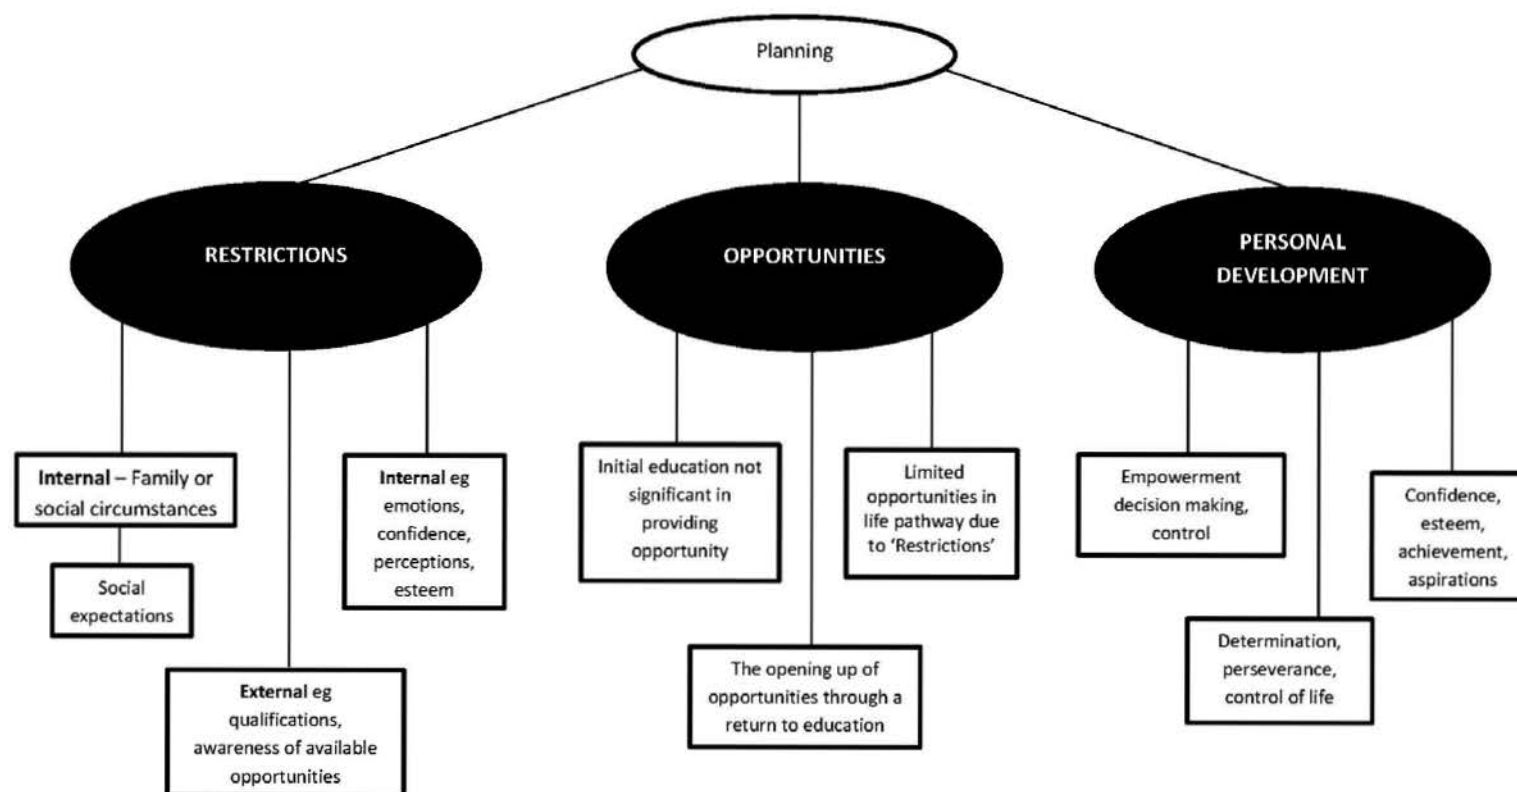 Planning
RESTRICTIONS
OPPORTUNITIES
PERSONAL
DEVELOPMENT
Internal – Family or
social circumstances
Social
expectations
External eg
qualifications,
awareness of available
opportunities
Internal eg
emotions,
confidence,
perceptions,
esteem
Initial education not
significant in
providing
opportunity
The opening up of
opportunities through a
return to education
Limited
opportunities in
life pathway due
to ‘Restrictions’
Empowerment
decision making,
control
Determination,
perseverance,
control of life
Confidence,
esteem,
achievement,
aspirations